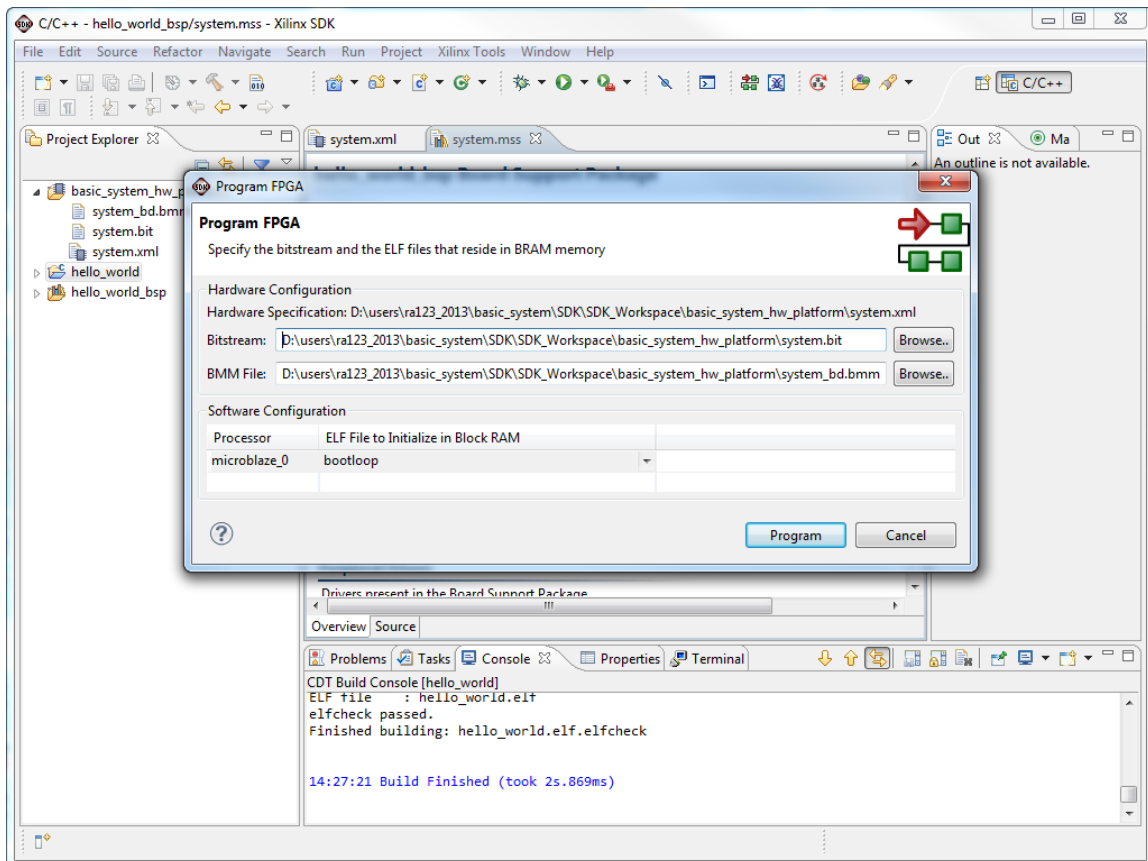 C/C++ - hello_world_bsp/system.mss - Xilinx SDK
File Edit Source Refactor Navigate Search Run Project Xilinx Tools Window Help
C/C++
Project Explorer
system.xml
system.mss
Out
Ma
hello_world_bsp Board Support Package
An outline is not available.
basic_system_hw_p
system_bd.bmm
system.bit
system.xml
hello_world
hello_world_bsp
Program FPGA
Program FPGA
Specify the bitstream and the ELF files that reside in BRAM memory
Hardware Configuration
Hardware Specification: D:\users\ra123_2013\basic_system\SDK\SDK_Workspace\basic_system_hw_platform\system.xml
Bitstream: D:\users\ra123_2013\basic_system\SDK\SDK_Workspace\basic_system_hw_platform\system.bit Browse..
BMM File: D:\users\ra123_2013\basic_system\SDK\SDK_Workspace\basic_system_hw_platform\system_bd.bmm Browse..
Software Configuration
Processor ELF File to Initialize in Block RAM
microblaze_0 bootloop
Program Cancel
Drivers present in the Board Support Package
Overview Source
Problems Tasks Console Properties Terminal
CDT Build Console [hello_world]
ELF file : hello_world.elf
elfcheck passed.
Finished building: hello_world.elf.elfcheck
14:27:21 Build Finished (took 2s.869ms)